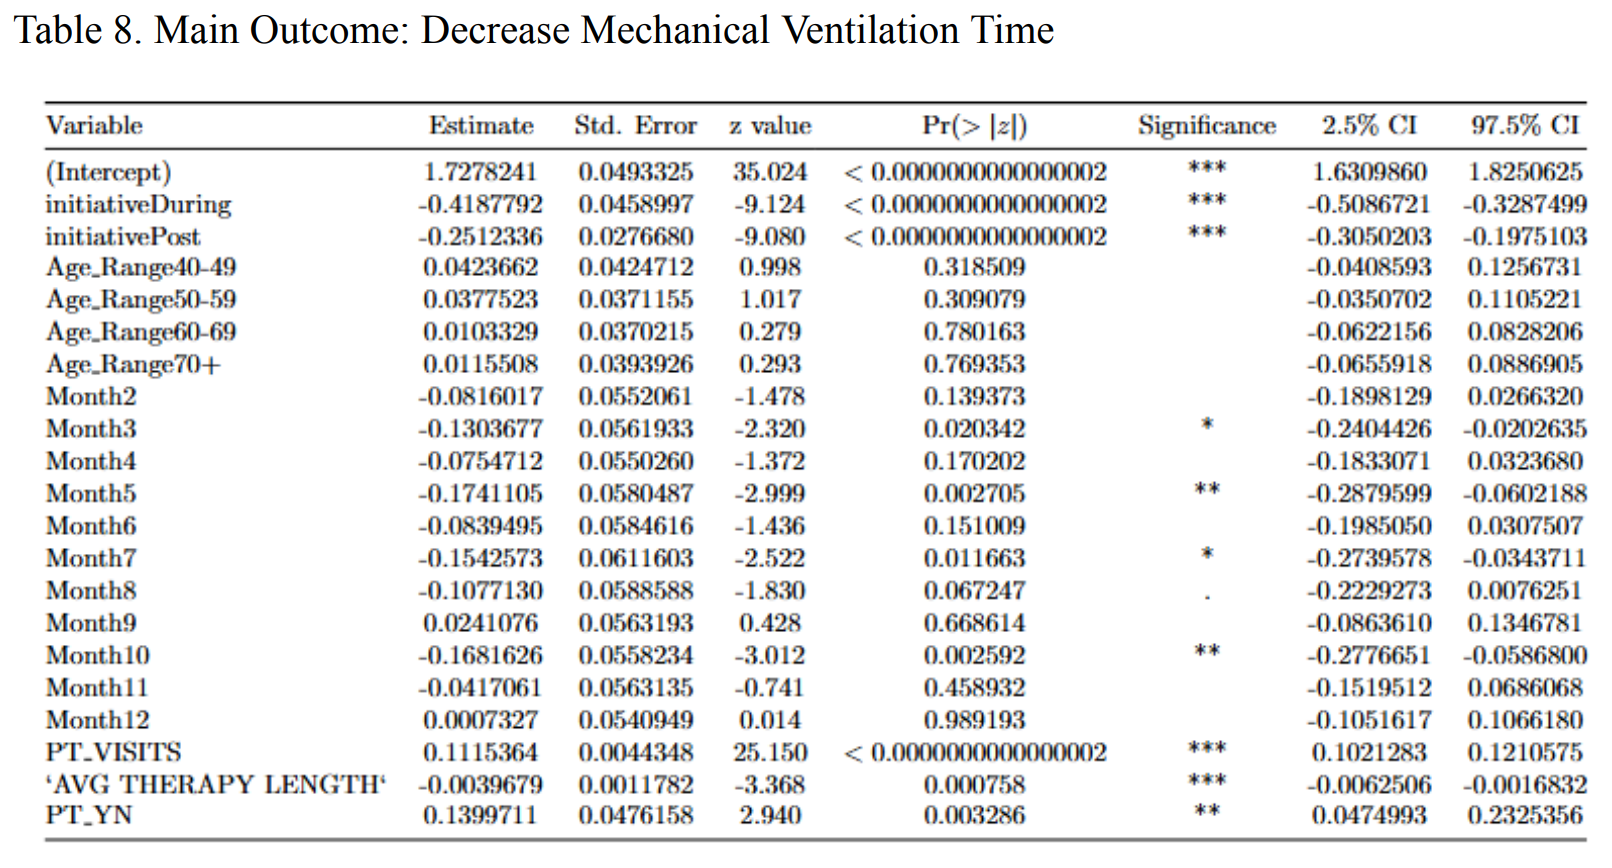 Table 8. Main Outcome: Decrease Mechanical Ventilation Time
Variable Estimate Std. Error z value Pr(> |z|) Significance 2.5% CI 97.5% CI
(Intercept) 1.7278241 0.0493325 35.024 < 0.0000000000000002 *** 1.6309860 1.8250625
initiativeDuring -0.4187792 0.0458997 -9.124 < 0.0000000000000002 *** -0.5086721 -0.3287499
initiativePost -0.2512336 0.0276680 -9.080 < 0.0000000000000002 *** -0.3050203 -0.1975103
Age_Range40-49 0.0423662 0.0424712 0.998 0.318509 -0.0408593 0.1256731
Age_Range50-59 0.0377523 0.0371155 1.017 0.309079 -0.0350702 0.1105221
Age_Range60-69 0.0103329 0.0370215 0.279 0.780163 -0.0622156 0.0828206
Age_Range70+ 0.0115508 0.0393926 0.293 0.769353 -0.0655918 0.0886905
Month2 -0.0816017 0.0552061 -1.478 0.139373 -0.1898129 0.0266320
Month3 -0.1303677 0.0561933 -2.320 0.020342 * -0.2404426 -0.0202635
Month4 -0.0754712 0.0550260 -1.372 0.170202 -0.1833071 0.0323680
Month5 -0.1741105 0.0580487 -2.999 0.002705 ** -0.2879599 -0.0602188
Month6 -0.0839495 0.0584616 -1.436 0.151009 -0.1985050 0.0307507
Month7 -0.1542573 0.0611603 -2.522 0.011663 * -0.2739578 -0.0343711
Month8 -0.1077130 0.0588588 -1.830 0.067247 . -0.2229273 0.0076251
Month9 0.0241076 0.0563193 0.428 0.668614 -0.0863610 0.1346781
Month10 -0.1681626 0.0558234 -3.012 0.002592 ** -0.2776651 -0.0586800
Month11 -0.0417061 0.0563135 -0.741 0.458932 -0.1519512 0.0686068
Month12 0.0007327 0.0540949 0.014 0.989193 -0.1051617 0.1066180
PT_VISITS 0.1115364 0.0044348 25.150 < 0.0000000000000002 *** 0.1021283 0.1210575
‘AVG THERAPY LENGTH‘ -0.0039679 0.0011782 -3.368 0.000758 *** -0.0062506 -0.0016832
PT_YN 0.1399711 0.0476158 2.940 0.003286 ** 0.0474993 0.2325356